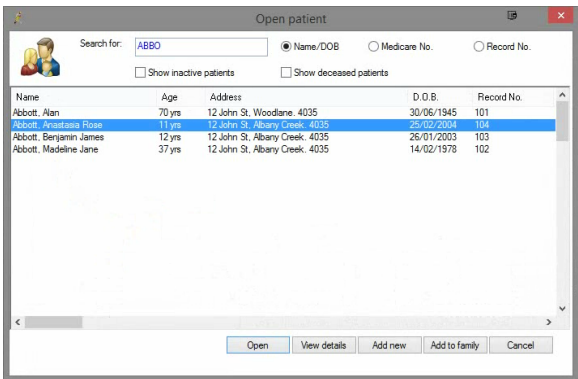 Open patient
Search for: ABBO Name/DOB Medicare No. Record No.
Show inactive patients Show deceased patients
Name Age Address D.O.B. Record No.
Abbott, Alan 70 yrs 12 John St, Woodlane. 4035 30/06/1945 101
Abbott, Anastasia Rose 11 yrs 12 John St, Albany Creek. 4035 25/02/2004 104
Abbott, Benjamin James 12 yrs 12 John St, Albany Creek. 4035 26/01/2003 103
Abbott, Madeline Jane 37 yrs 12 John St, Albany Creek. 4035 14/02/1978 102
Open View details Add new Add to family Cancel